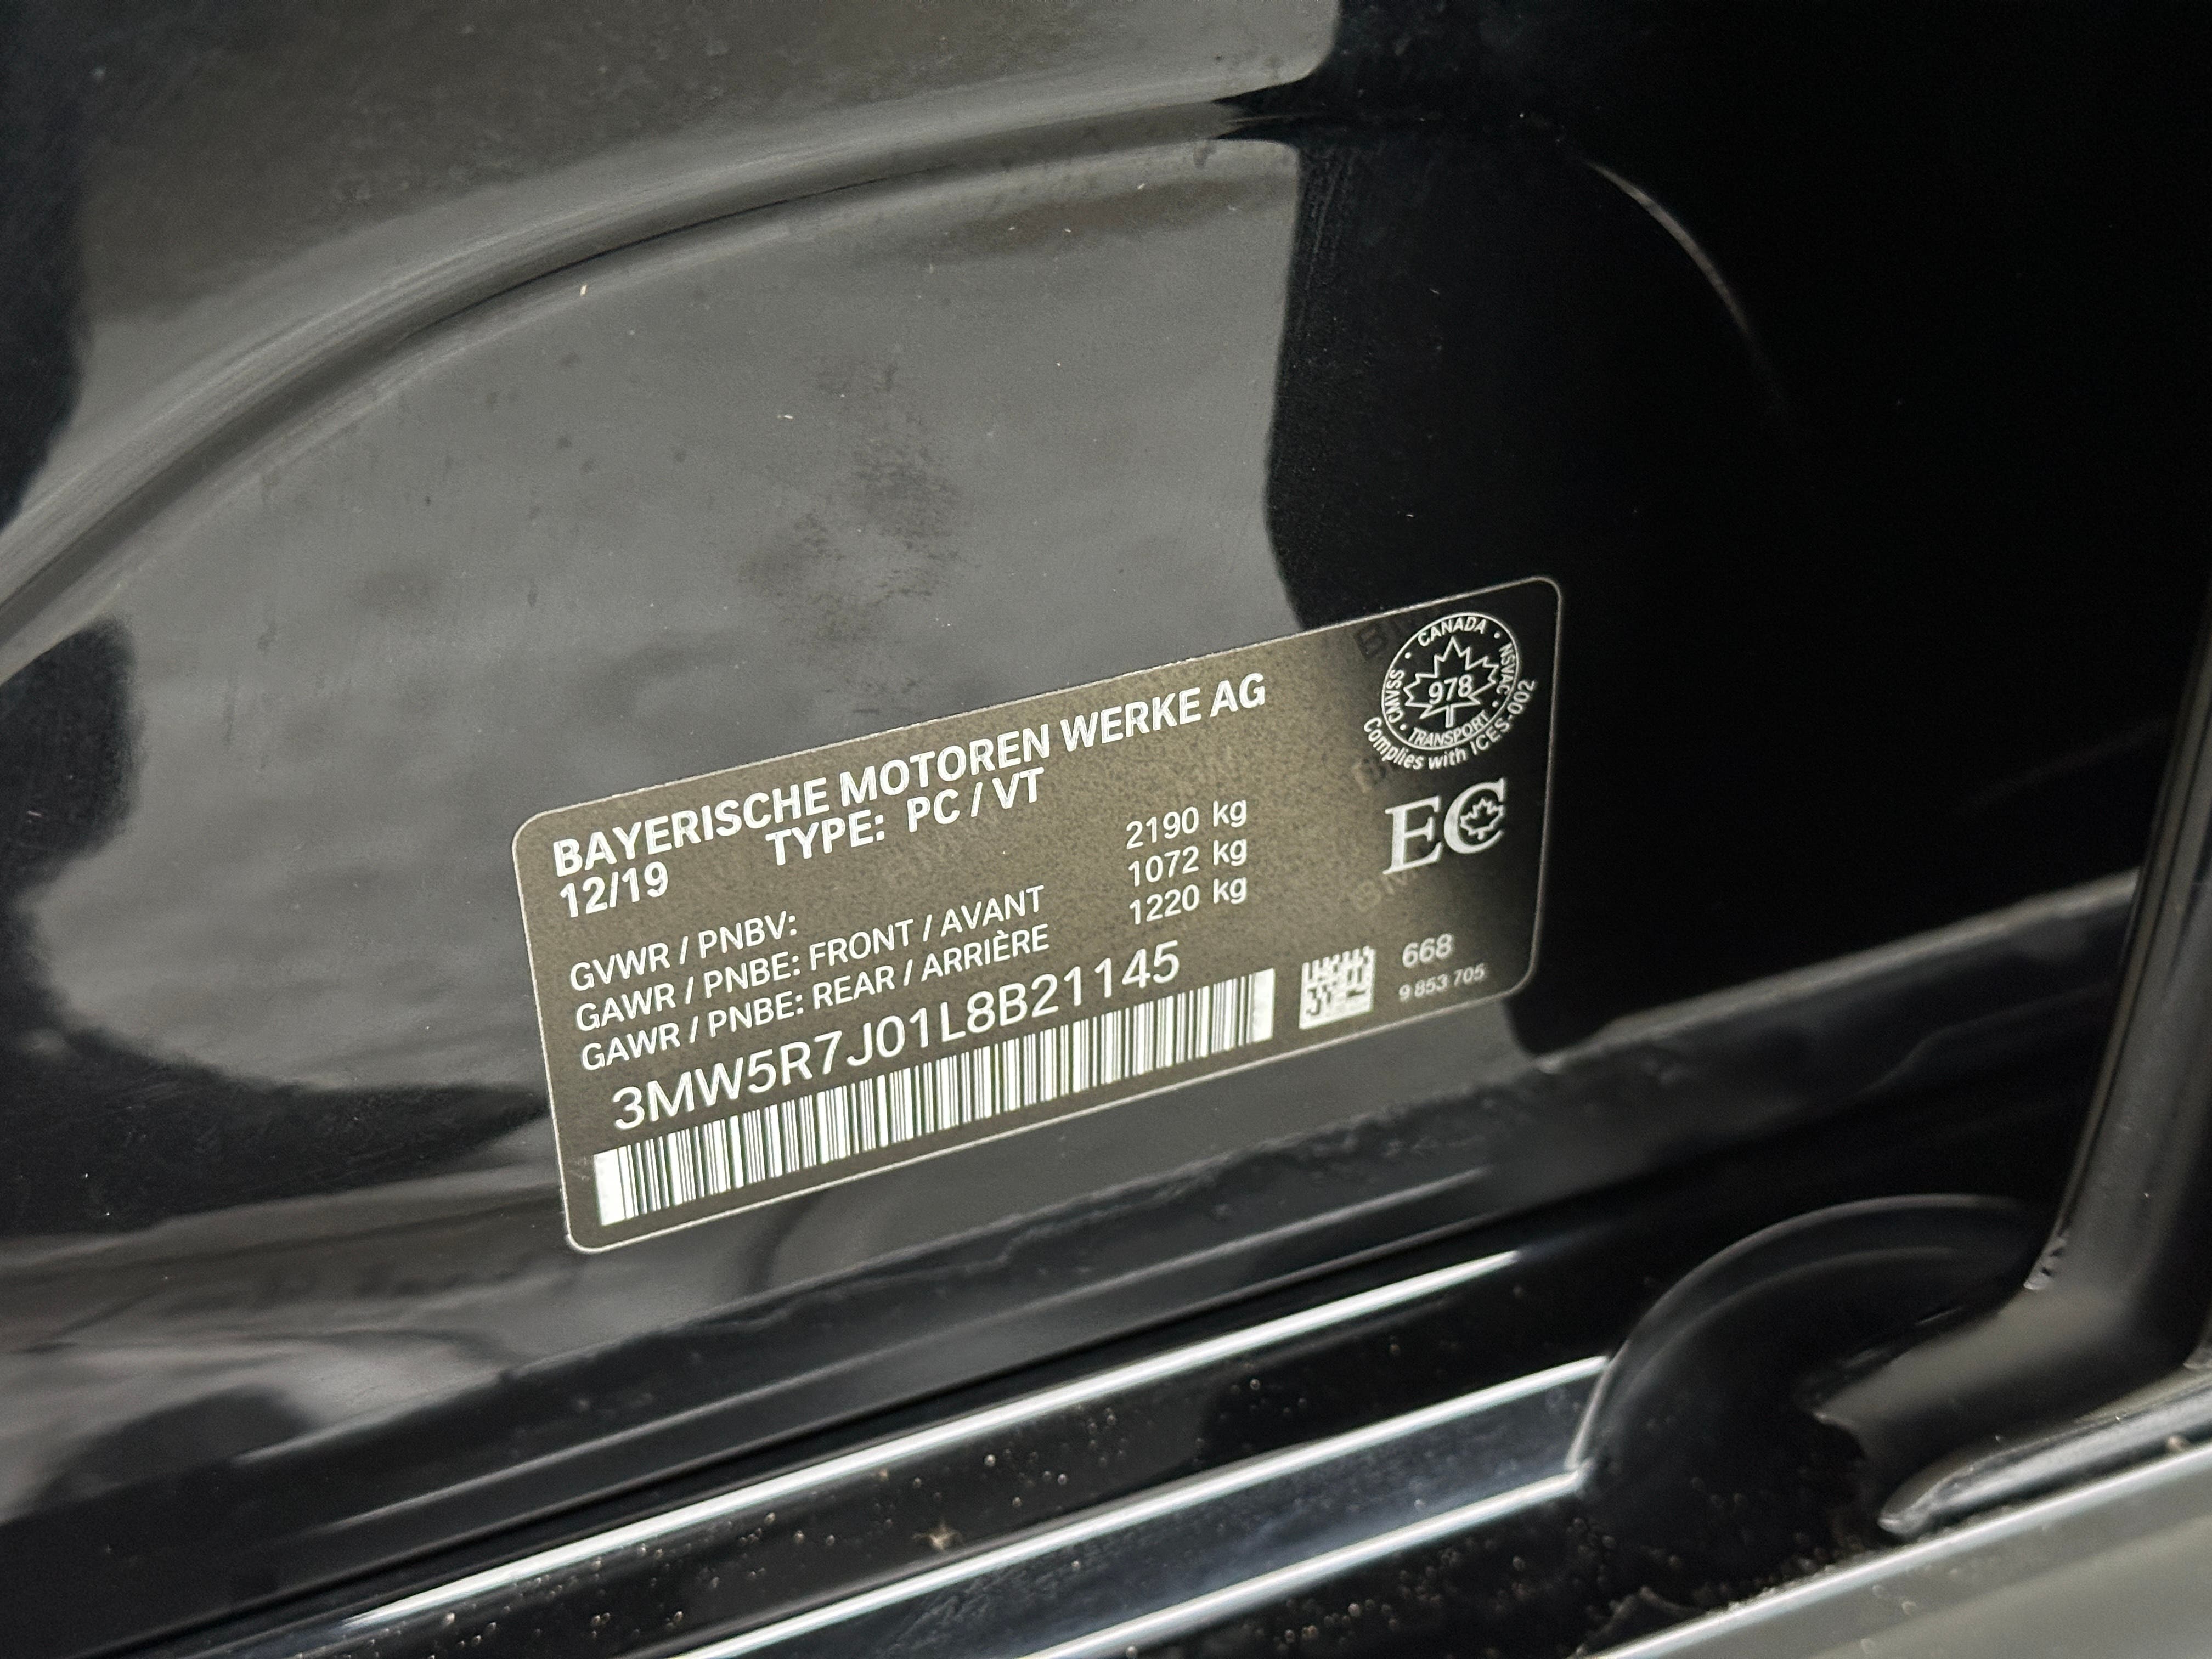 BAYERISCHE MOTOREN WERKE AG
12/19 TYPE: PC / VT
GVWR / PNBV: 2190 kg
GAWR / PNBE: FRONT / AVANT 1072 kg
GAWR / PNBE: REAR / ARRIÈRE 1220 kg
3MW5R7J01L8B21145
CANADA
CMVSS
NSVAC
978
TRANSPORT
Complies with ICES-002
EC
668
9 853 705